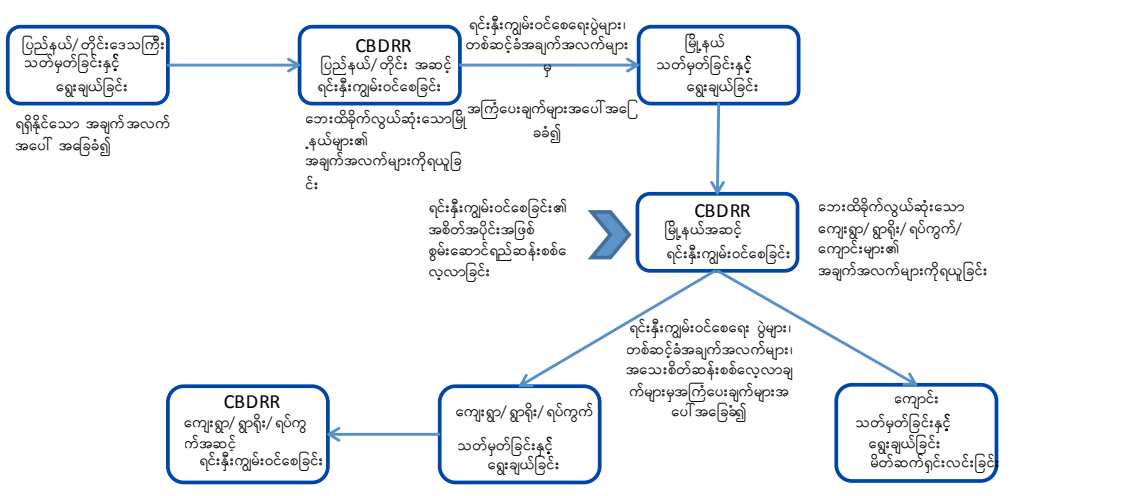 ပြည်နယ်/ တိုင်းဒေသကြီး
သတ်မှတ်ခြင်းနှင့်
ရွေးချယ်ခြင်း
ရရှိနိုင်သော အချက်အလက်
အပေါ် အခြေခံ၍
CBDRR
ပြည်နယ်/ တိုင်း အဆင့်
ရင်းနှီးကျွမ်းဝင်စေခြင်း
ဘေးထိခိုက်လွယ်ဆုံးသောမြို
့နယ်များ၏
အချက်အလက်များကိုရယူခြ
င်း
ရင်းနှီးကျွမ်းဝင်စေရေးပွဲများ၊
တစ်ဆင့်ခံအချက်အလက်များ
မှ
အကြံပေးချက်များအပေါ် အခြေ
ခခံ၍
မြို့နယ်
သတ်မှတ်ခြင်းနှင့်
ရွေးချယ်ခြင်း
ရင်းနှီးကျွမ်းဝင်စေခြင်း၏
အစိတ်အပိုင်းအဖြစ်
စွမ်းဆောင်ရည်ဆန်းစစ်လေ
့လာခြင်း
CBDRR
မြို့နယ်အဆင့်
ရင်းနှီးကျွမ်းဝင်စေခြင်း
ဘေးထိခိုက်လွယ်ဆုံးသော
ကျေးရွာ/ ရွာရိုး/ ရပ်ကွက်/
ကျောင်းများ၏
အချက်အလက်များကိုရယူခြင်း
ရင်းနှီးကျွမ်းဝင်စေရေး ပွဲများ၊
တစ်ဆင့်ခံအချက်အလက်များ၊
အသေးစိတ်ဆန်းစစ်လေ့လာချ
က်များမှအကြံပေးချက်များအ
ပေါ် အခြေခံ၍
CBDRR
ကျေးရွာ/ ရွာရိုး/ ရပ်ကွ
က်အဆင့်
ရင်းနှီးကျွမ်းဝင်စေခြင်း
ကျေးရွာ/ ရွာရိုး/ ရပ်ကွက်
သတ်မှတ်ခြင်းနှင့်
ရွေးချယ်ခြင်း
ကျောင်း
သတ်မှတ်ခြင်းနှင့်
ရွေးချယ်ခြင်း
မိတ်ဆက်ရှင်းလင်းခြင်း